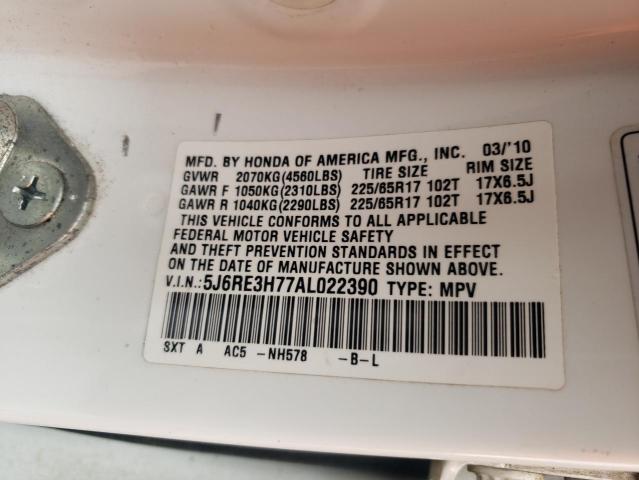 MFD. BY HONDA OF AMERICA MFG., INC. 03/'10
GVWR 2070KG(4560LBS) TIRE SIZE RIM SIZE
GAWR F 1050KG(2310LBS) 225/65R17 102T 17X6.5J
GAWR R 1040KG(2290LBS) 225/65R17 102T 17X6.5J
THIS VEHICLE CONFORMS TO ALL APPLICABLE
FEDERAL MOTOR VEHICLE SAFETY
AND THEFT PREVENTION STANDARDS IN EFFECT
ON THE DATE OF MANUFACTURE SHOWN ABOVE.
V.I.N.:5J6RE3H77AL022390 TYPE: MPV
SXT A AC5 -NH578 -B-L